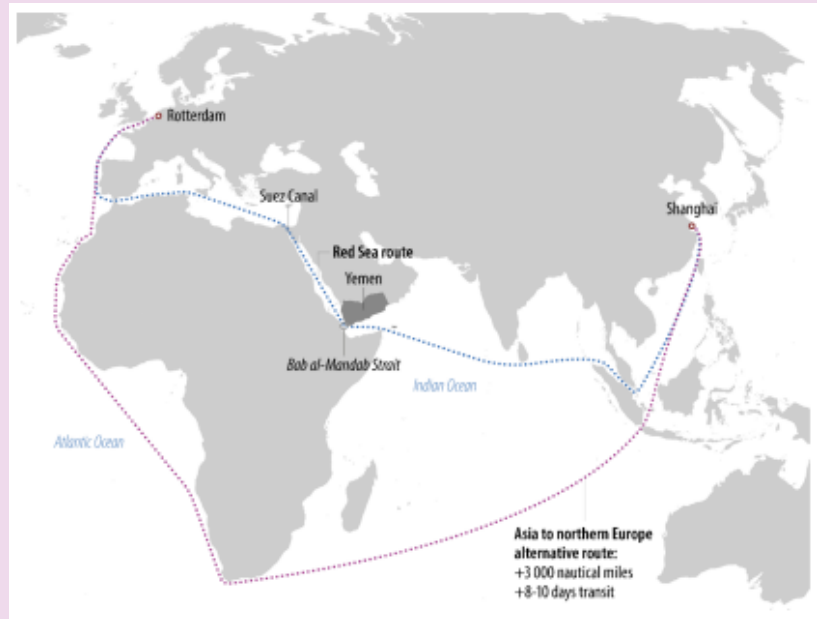 Rotterdam
Suez Canal
Shanghai
Red Sea route
Yemen
Bab al-Mandab Strait
Indian Ocean
Atlantic Ocean
Asia to northern Europe
alternative route:
+3 000 nautical miles
+8-10 days transit